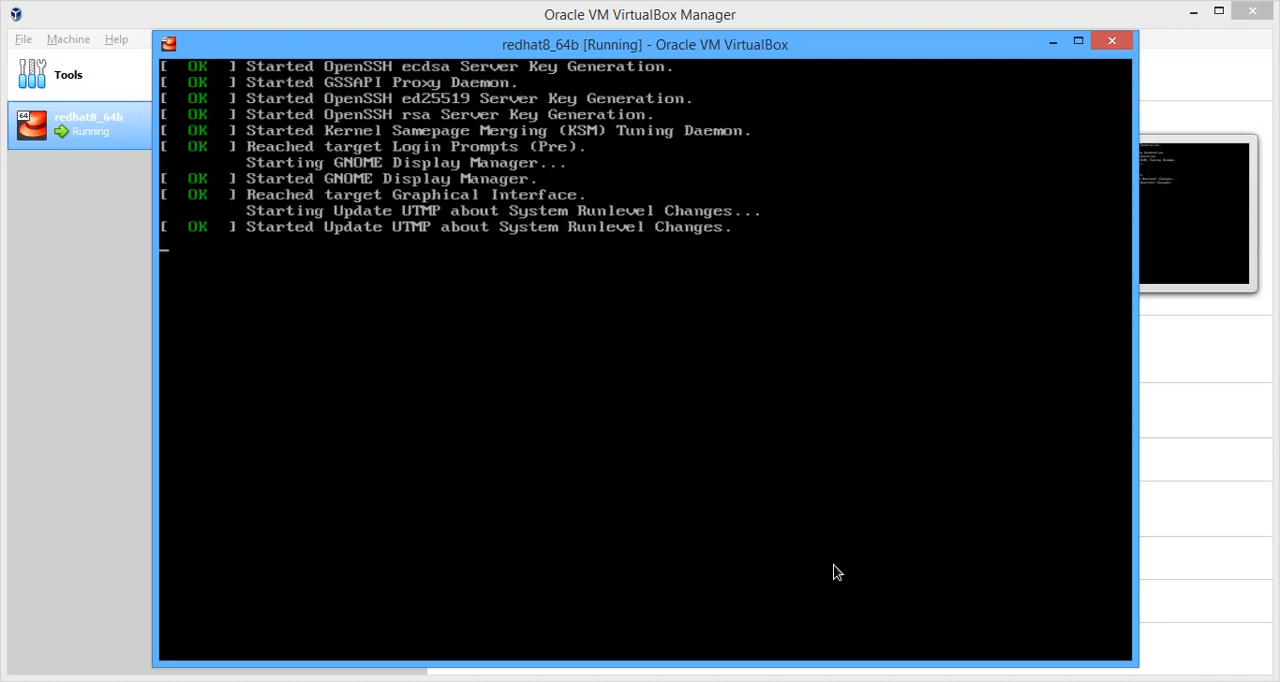 Oracle VM VirtualBox Manager
File Machine Help
redhat8_64b [Running] - Oracle VM VirtualBox
Tools
64
redhat8_64b
Running
[ OK ] Started OpenSSH ecdsa Server Key Generation.
[ OK ] Started GSSAPI Proxy Daemon.
[ OK ] Started OpenSSH ed25519 Server Key Generation.
[ OK ] Started OpenSSH rsa Server Key Generation.
[ OK ] Started Kernel Samepage Merging (KSM) Tuning Daemon.
[ OK ] Reached target Login Prompts (Pre).
Starting GNOME Display Manager...
[ OK ] Started GNOME Display Manager.
[ OK ] Reached target Graphical Interface.
Starting Update UTMP about System Runlevel Changes...
[ OK ] Started Update UTMP about System Runlevel Changes.